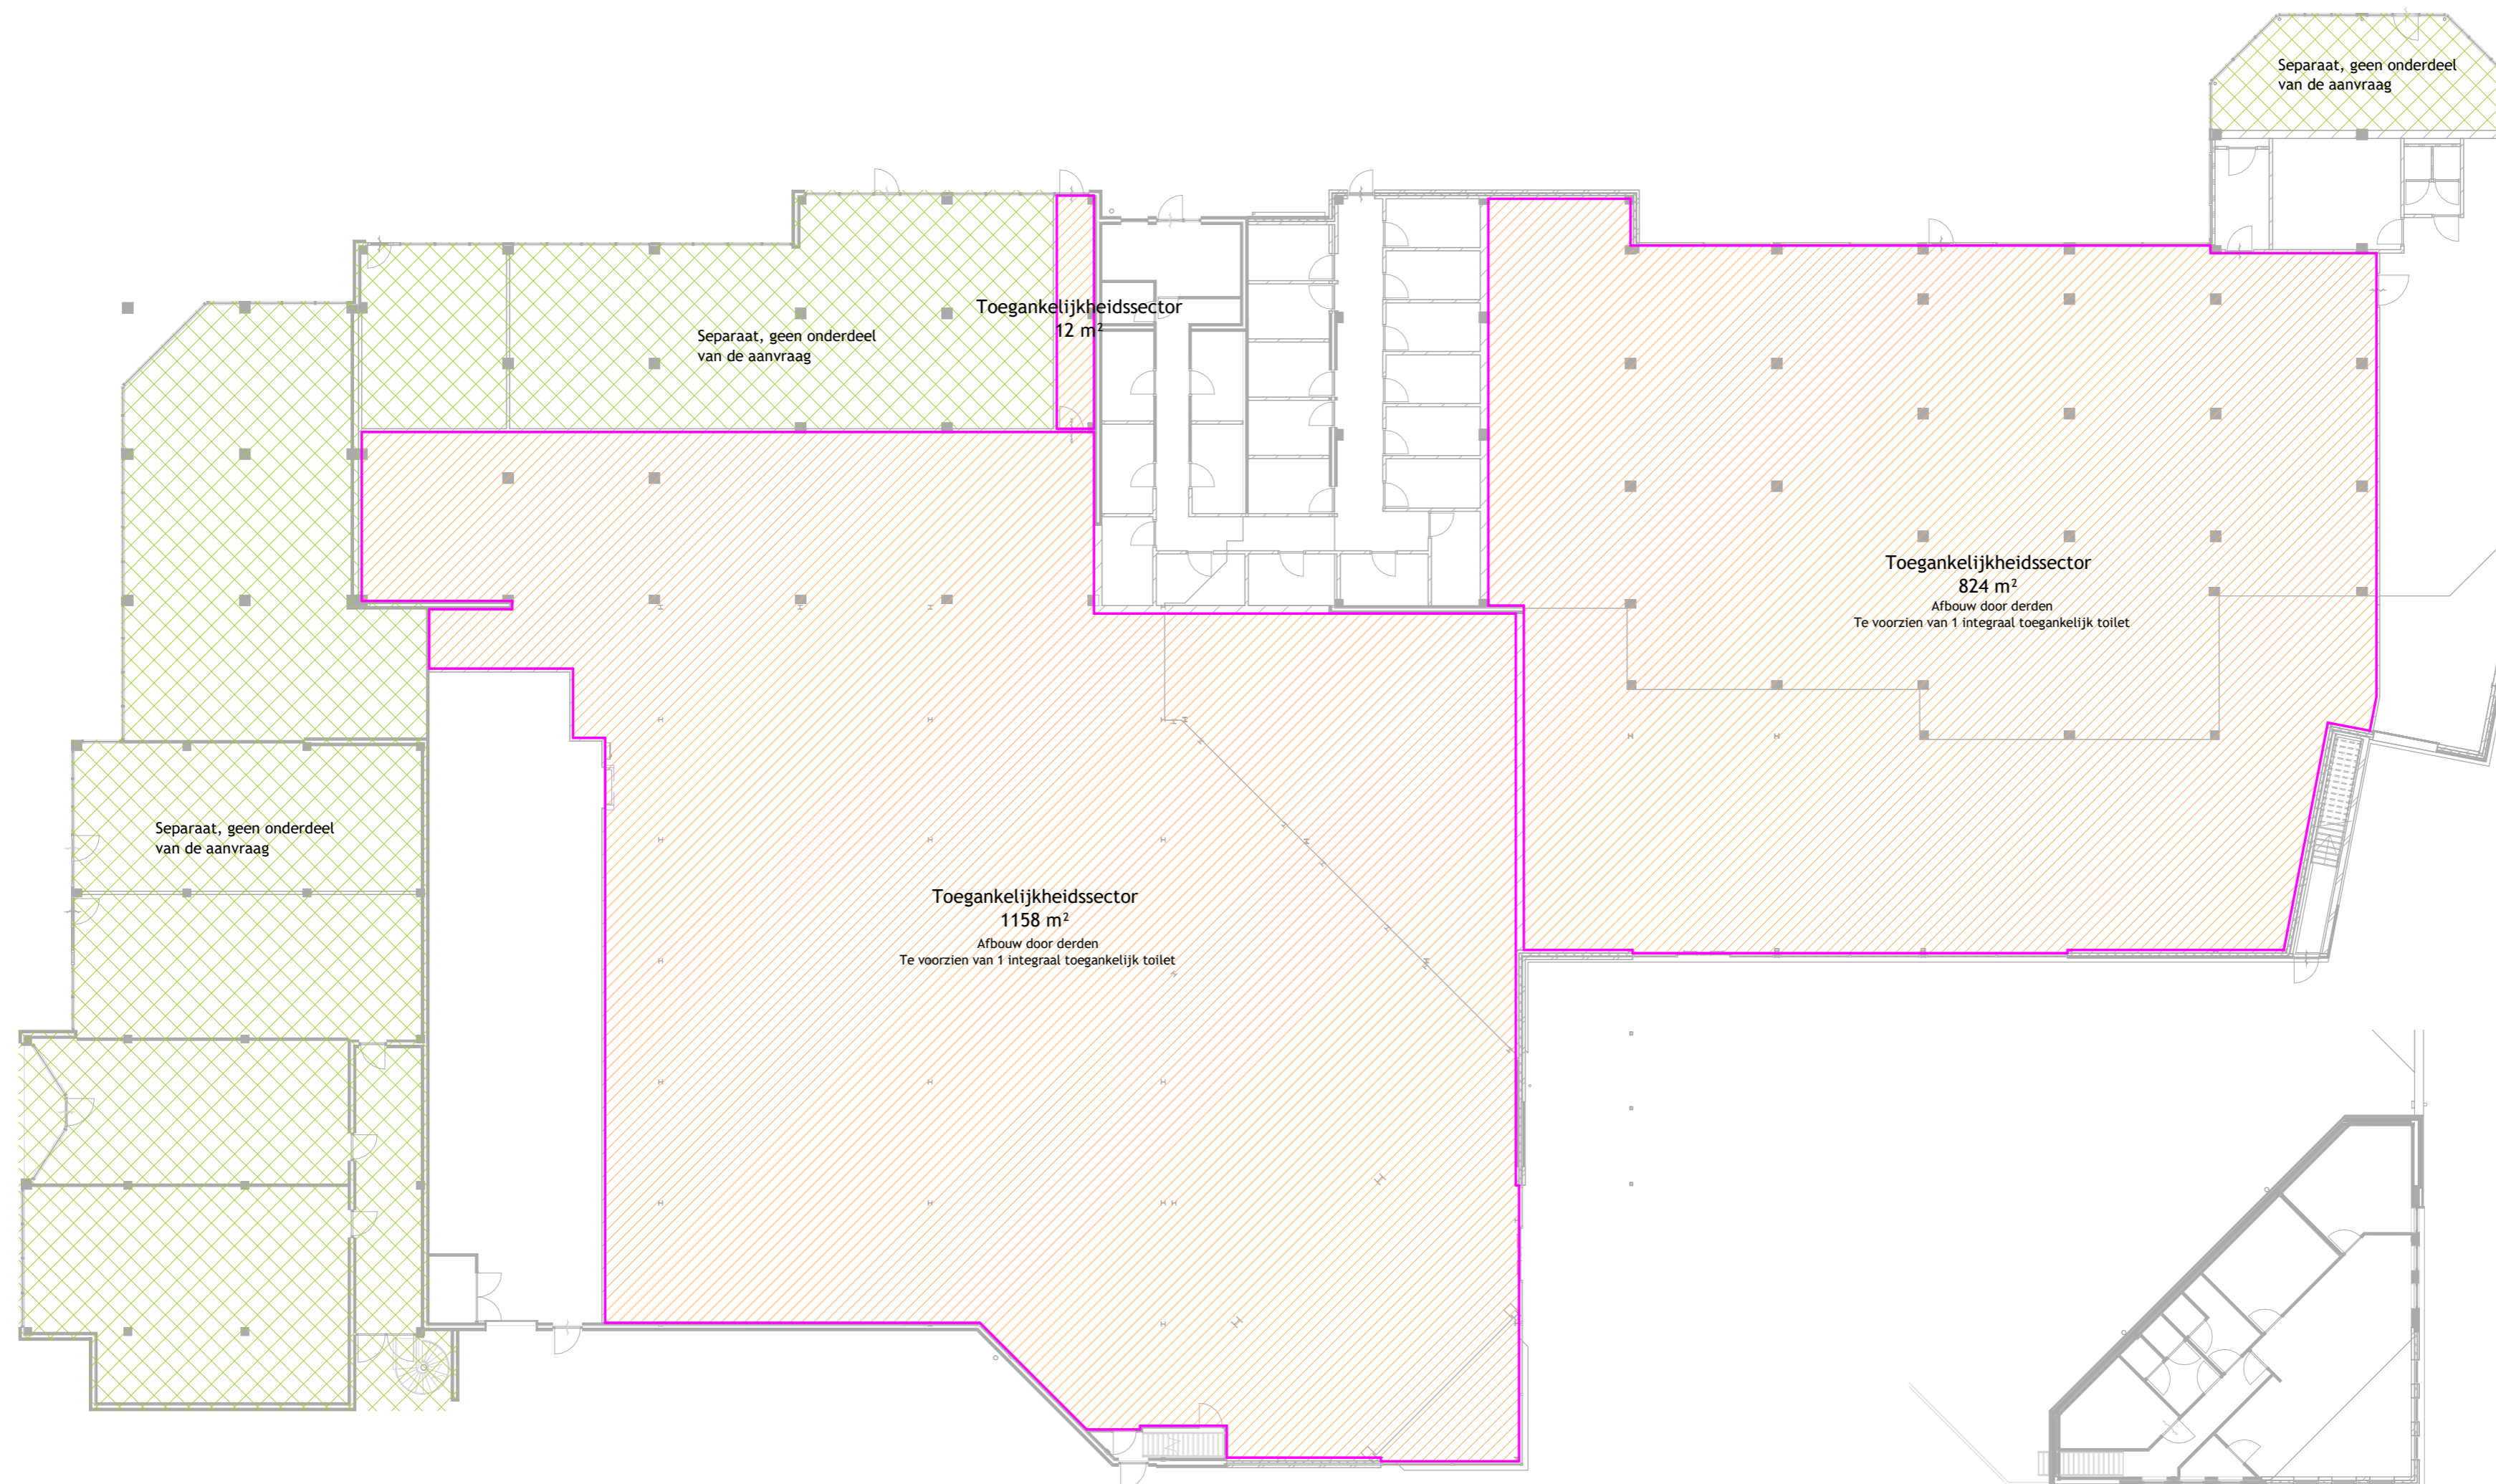 Separaat, geen onderdeel
van de aanvraag
Toegankelijkheidssector
12 m²
Separaat, geen onderdeel
van de aanvraag
Toegankelijkheidssector
824 m²
Afbouw door derden
Te voorzien van 1 integraal toegankelijk toilet
Separaat, geen onderdeel
van de aanvraag
Toegankelijkheidssector
1158 m²
Afbouw door derden
Te voorzien van 1 integraal toegankelijk toilet